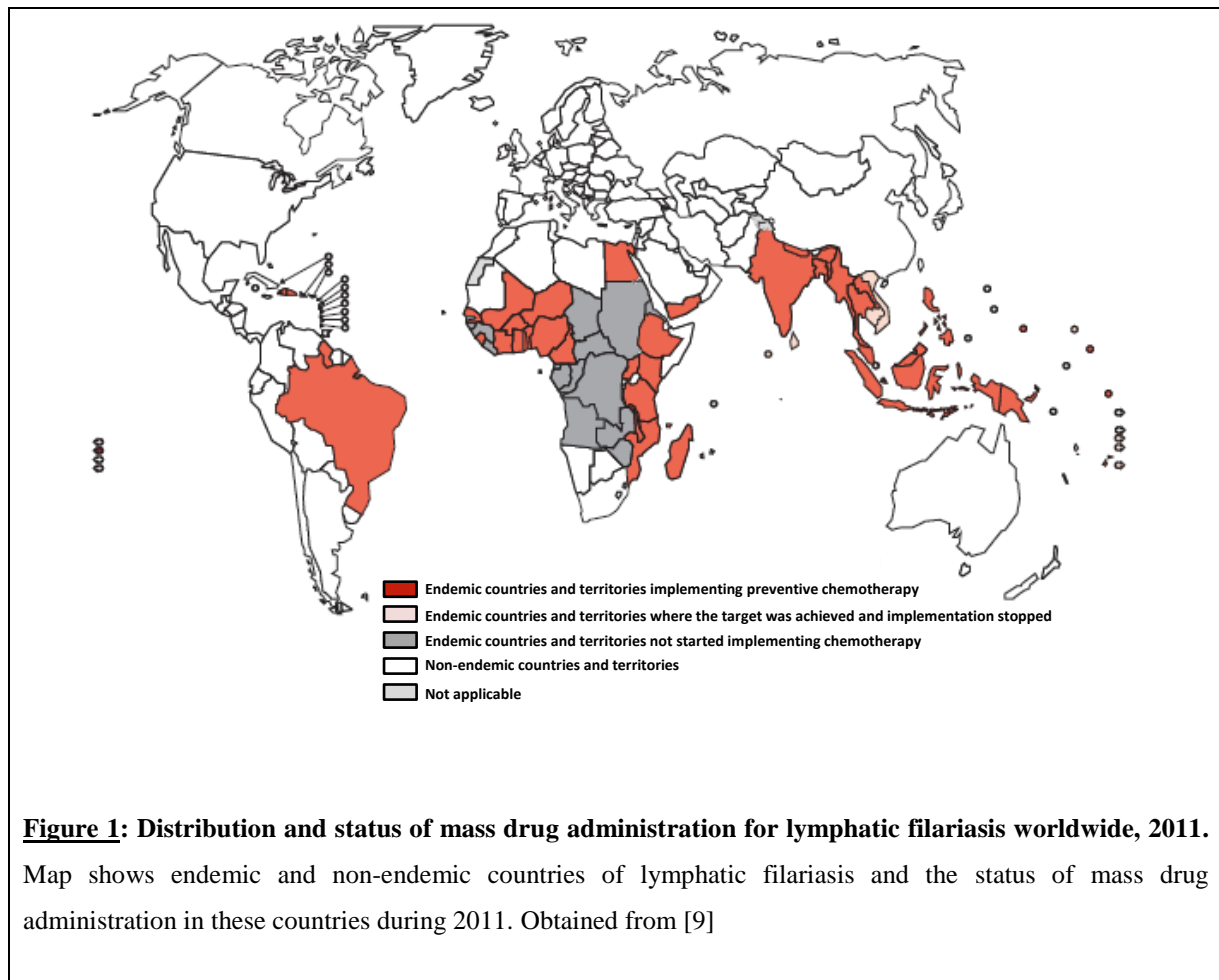 Endemic countries and territories implementing preventive chemotherapy
Endemic countries and territories where the target was achieved and implementation stopped
Endemic countries and territories not started implementing chemotherapy
Non-endemic countries and territories
Not applicable
Figure 1: Distribution and status of mass drug administration for lymphatic filariasis worldwide, 2011.
Map shows endemic and non-endemic countries of lymphatic filariasis and the status of mass drug
administration in these countries during 2011. Obtained from [9]